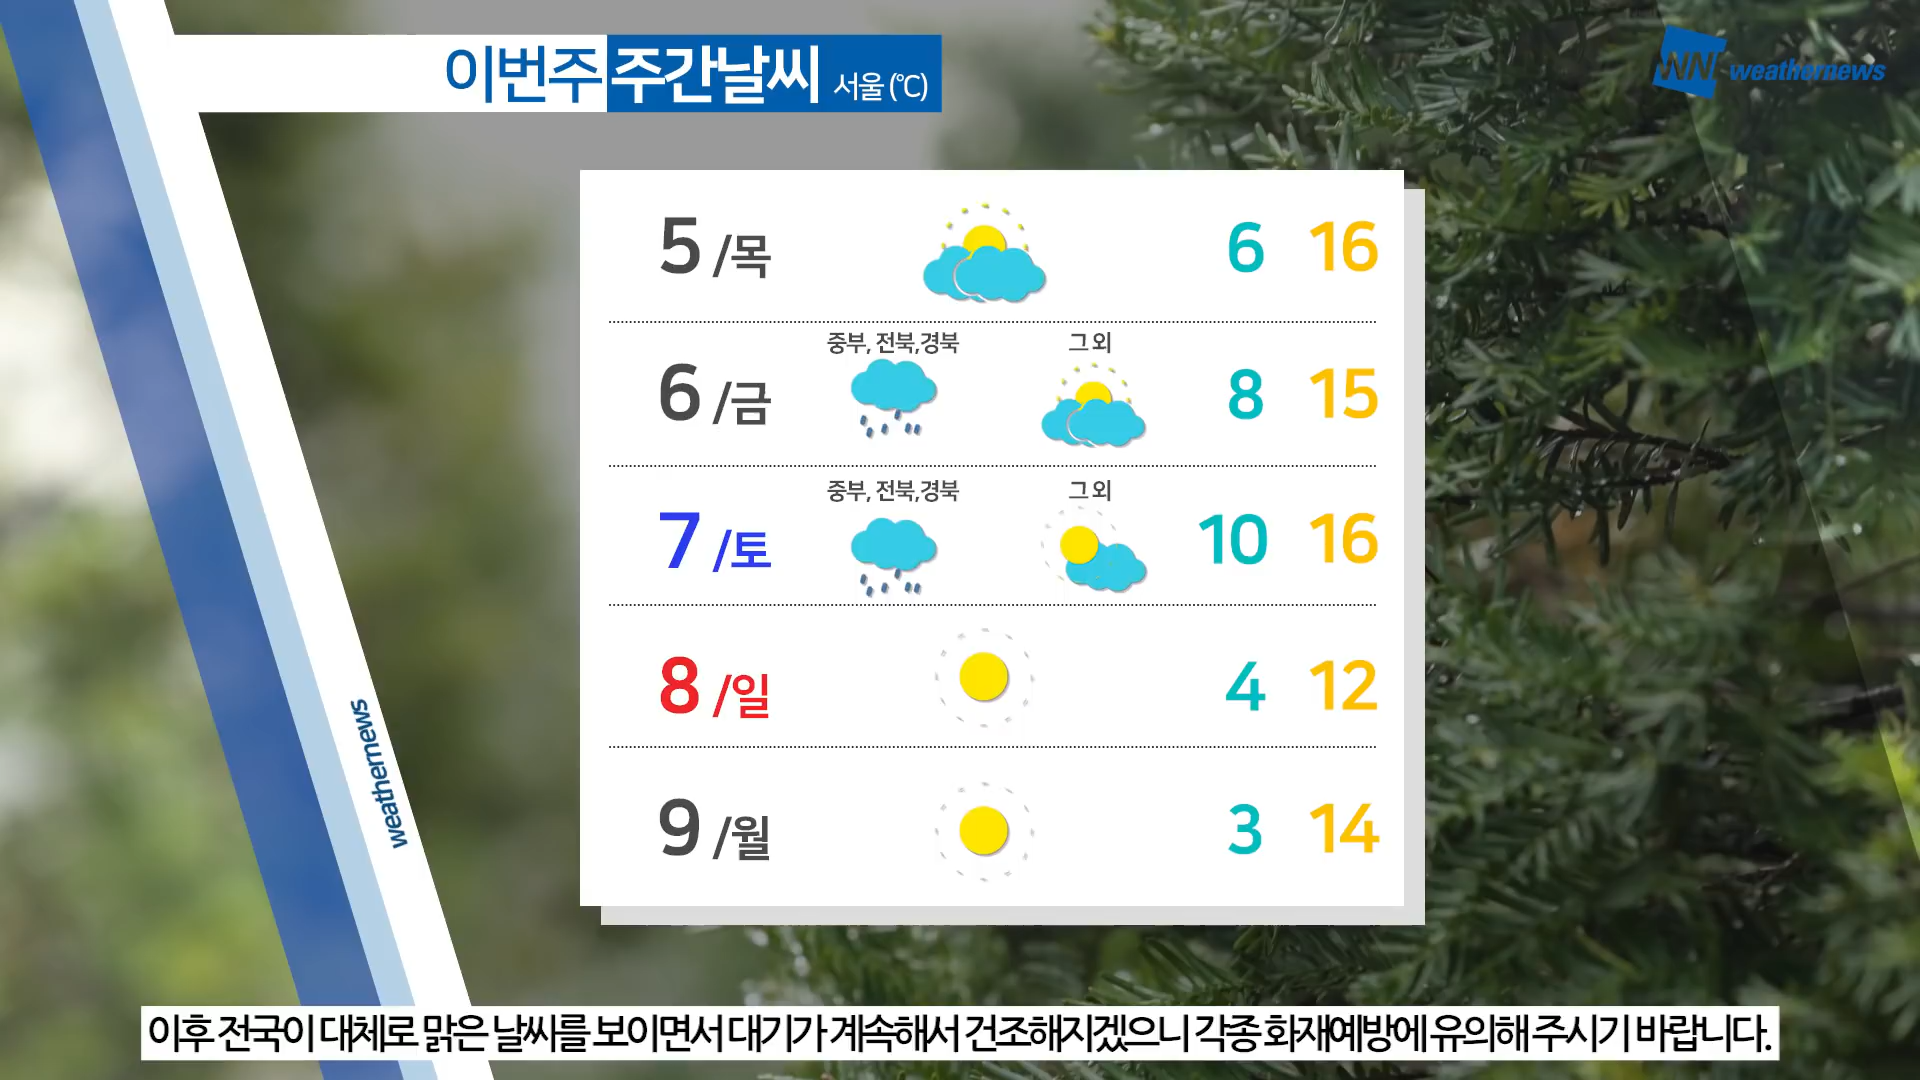 이번주 주간날씨 서울 (℃)
WN weathernews
5 /목 6 16
중부, 전북,경북 그 외
6 /금 8 15
중부, 전북,경북 그 외
7 /토 10 16
8 /일 4 12
9 /월 3 14
weathernews
이후 전국이 대체로 맑은 날씨를 보이면서 대기가 계속해서 건조해지겠으니 각종 화재예방에 유의해 주시기 바랍니다.